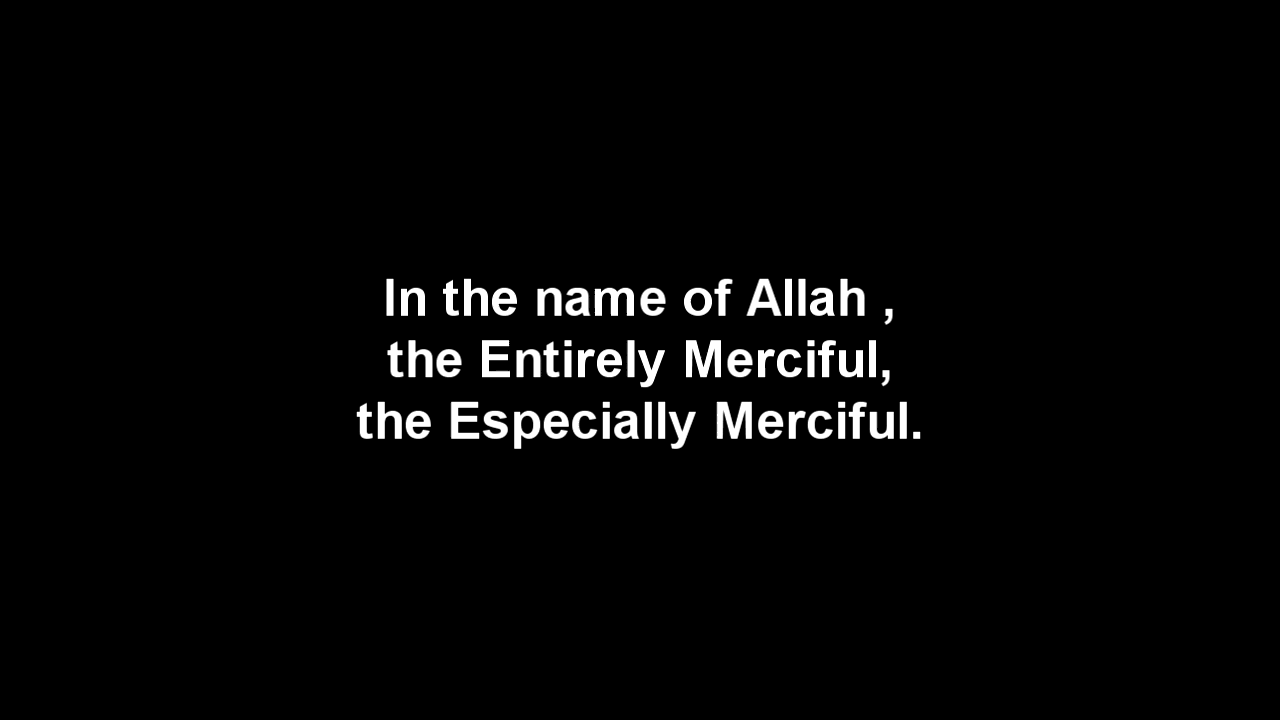 In the name of Allah ,
the Entirely Merciful,
the Especially Merciful.